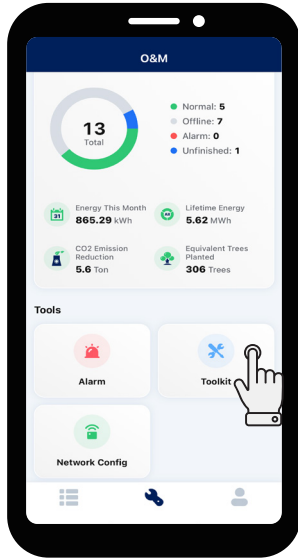 O&M
13
Total
Normal: 5
Offline: 7
Alarm: 0
Unfinished: 1
31
Energy This Month
865.29 kWh
Lifetime Energy
5.62 MWh
CO2 Emission
Reduction
5.6 Ton
Equivalent Trees
Planted
306 Trees
Tools
Alarm
Toolkit
Network Config